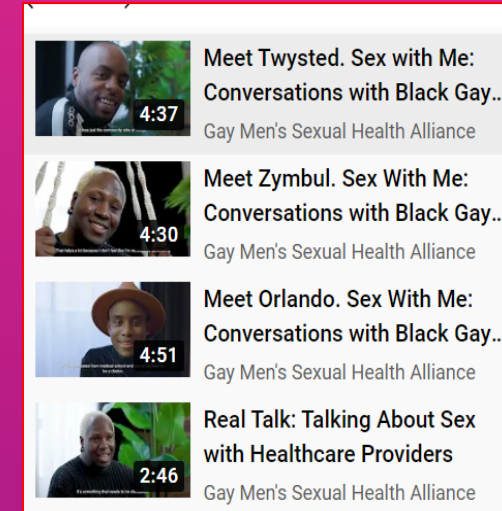 Meet Twysted. Sex with Me:
Conversations with Black Gay...
Gay Men's Sexual Health Alliance
4:37
Meet Zymbul. Sex With Me:
Conversations with Black Gay...
Gay Men's Sexual Health Alliance
4:30
Meet Orlando. Sex With Me:
Conversations with Black Gay...
Gay Men's Sexual Health Alliance
4:51
Real Talk: Talking About Sex
with Healthcare Providers
Gay Men's Sexual Health Alliance
2:46